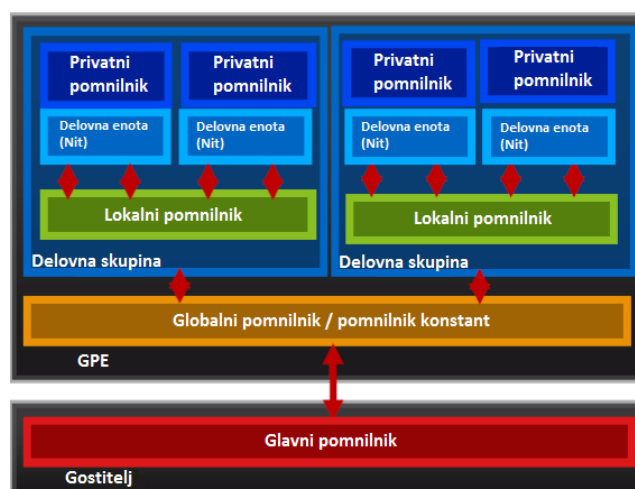 Privatni
pomnilnik
Privatni
pomnilnik
Privatni
pomnilnik
Privatni
pomnilnik
Delovna enota
(Nit)
Delovna enota
(Nit)
Delovna enota
(Nit)
Delovna enota
(Nit)
Lokalni pomnilnik
Lokalni pomnilnik
Delovna skupina
Delovna skupina
Globalni pomnilnik / pomnilnik konstant
GPE
Glavni pomnilnik
Gostitelj